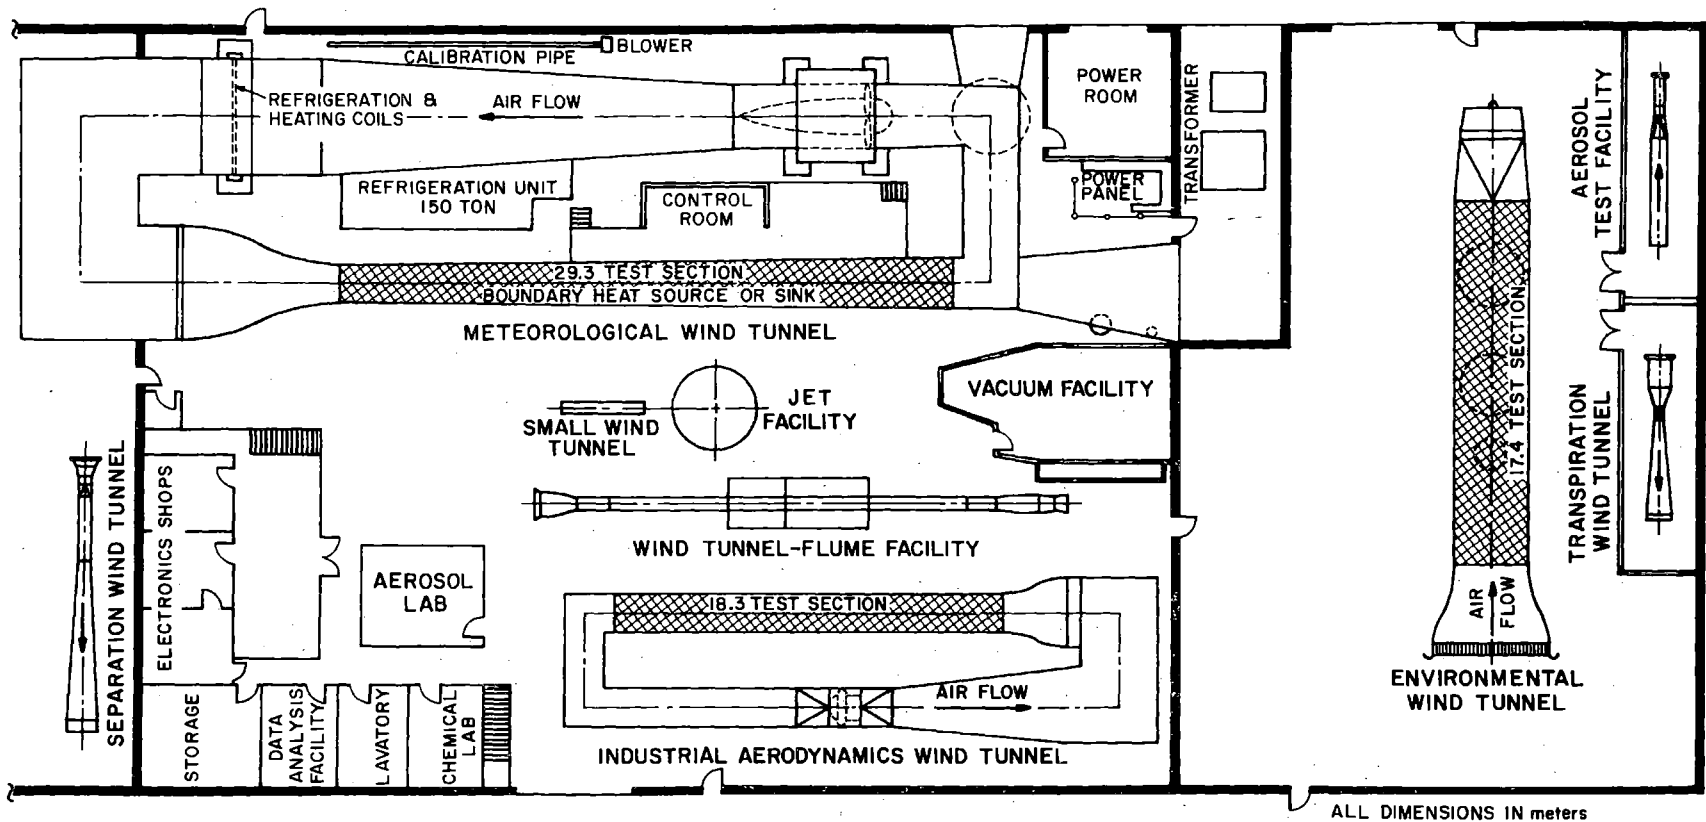 BLOWER
CALIBRATION PIPE
REFRIGERATION &
HEATING COILS
AIR FLOW
POWER
ROOM
TRANSFORMER
AEROSOL
TEST FACILITY
REFRIGERATION UNIT
150 TON
CONTROL
ROOM
POWER
PANEL
29.3 TEST SECTION
BOUNDARY HEAT SOURCE OR SINK
METEOROLOGICAL WIND TUNNEL
17.4 TEST SECTION
VACUUM FACILITY
JET
FACILITY
SMALL WIND
TUNNEL
TRANSPIRATION
WIND TUNNEL
SEPARATION WIND TUNNEL
ELECTRONICS SHOPS
WIND TUNNEL-FLUME FACILITY
AEROSOL
LAB
18.3 TEST SECTION
AIR
FLOW
ENVIRONMENTAL
WIND TUNNEL
AIR FLOW
STORAGE
DATA
ANALYSIS
FACILITY
LAVATORY
CHEMICAL
LAB
INDUSTRIAL AERODYNAMICS WIND TUNNEL
ALL DIMENSIONS IN meters